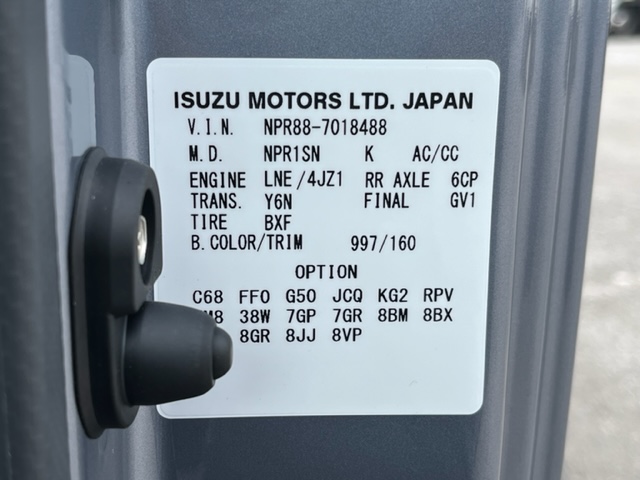 ISUZU MOTORS LTD. JAPAN
V.I.N. NPR88-7018488
M.D. NPR1SN K AC/CC
ENGINE LNE/4JZ1 RR AXLE 6CP
TRANS. Y6N FINAL GV1
TIRE BXF
B.COLOR/TRIM 997/160
OPTION
C68 FF0 G50 JCQ KG2 RPV
38W 7GP 7GR 8BM 8BX
8GR 8JJ 8VP